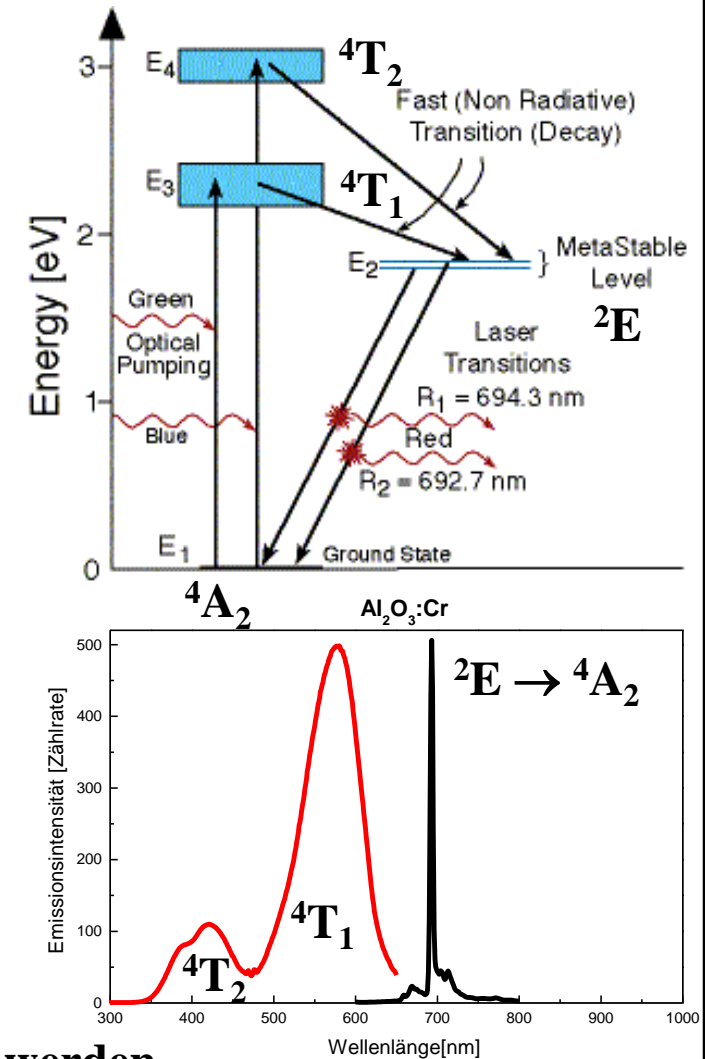 3
E4
⁴T₂
Fast (Non Radiative)
Transition (Decay)
E3
⁴T₁
2
E2
} MetaStable
Level
²E
Energy [eV]
Green
Optical
Pumping
Laser
Transitions
R₁ = 694.3 nm
1
Blue
Red
R₂ = 692.7 nm
E₁
Ground State
0
⁴A₂
Al₂O₃:Cr
500
²E → ⁴A₂
400
300
200
100
0
Emissionsintensität [Zählrate]
⁴T₁
⁴T₂
300 400 500 600 700 800 900 1000
Wellenlänge[nm]
werden